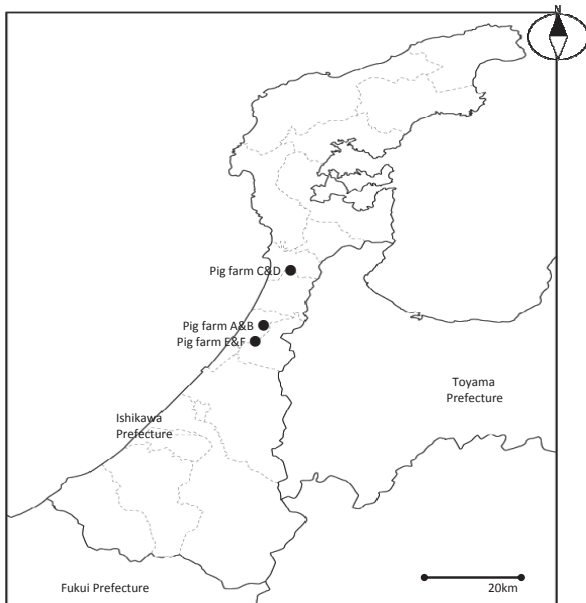 N
Pig farm C&D
Pig farm A&B
Pig farm E&F
Toyama
Prefecture
Ishikawa
Prefecture
Fukui Prefecture
20km